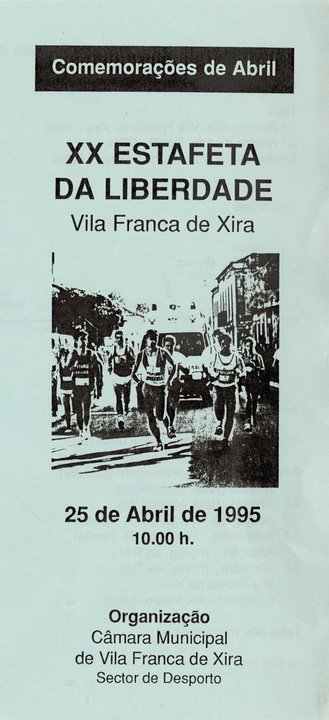 Comemorações de Abril
XX ESTAFETA
DA LIBERDADE
Vila Franca de Xira
25 de Abril de 1995
10.00 h.
Organização
Câmara Municipal
de Vila Franca de Xira
Sector de Desporto